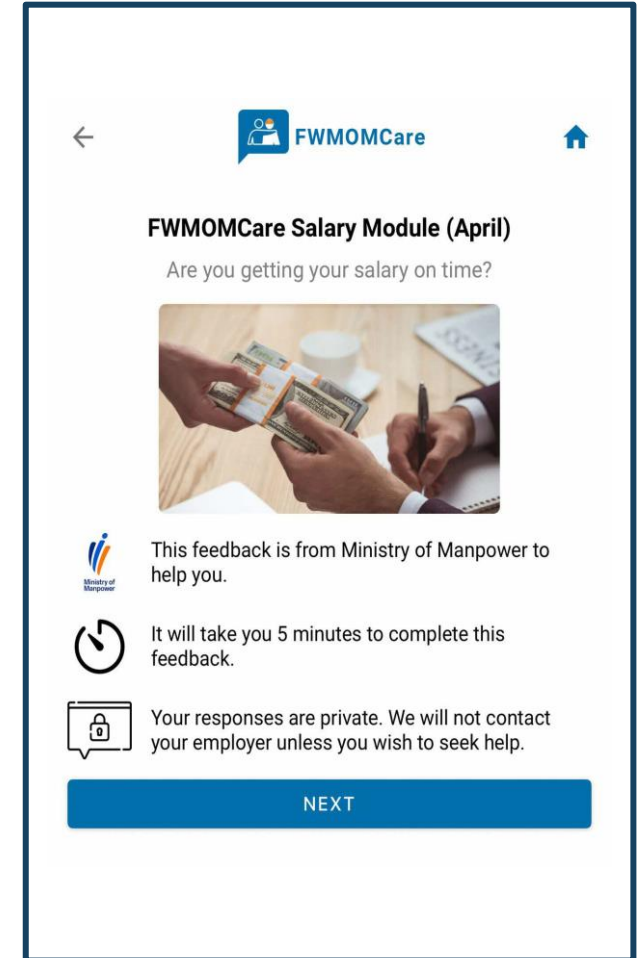 FWMOMCare
FWMOMCare Salary Module (April)
Are you getting your salary on time?
Ministry of
Manpower
This feedback is from Ministry of Manpower to
help you.
It will take you 5 minutes to complete this
feedback.
Your responses are private. We will not contact
your employer unless you wish to seek help.
NEXT